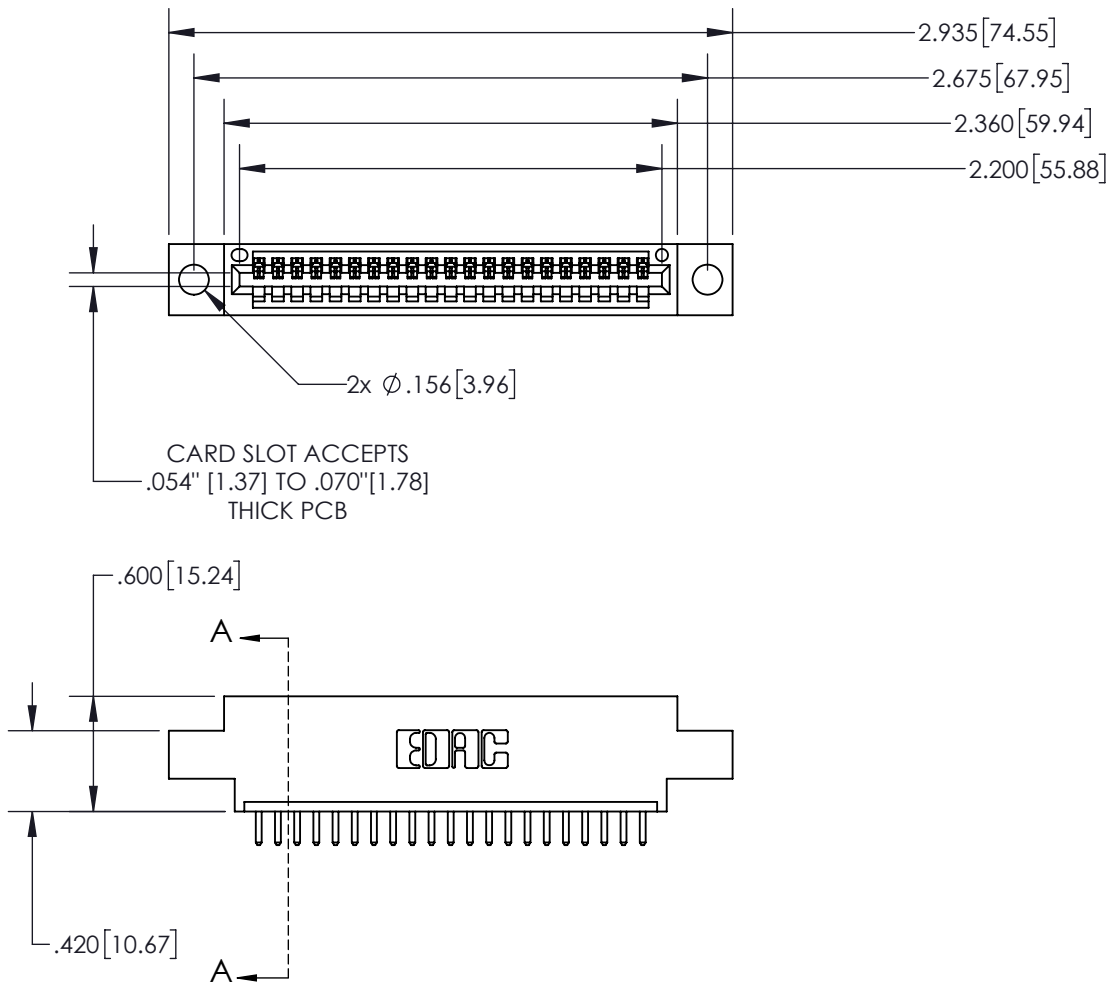 2.935[74.55]
2.675[67.95]
2.360[59.94]
2.200[55.88]
2x Ø.156[3.96]
CARD SLOT ACCEPTS
.054" [1.37] TO .070"[1.78]
THICK PCB
.600[15.24]
A
EDAC
.420[10.67]
A